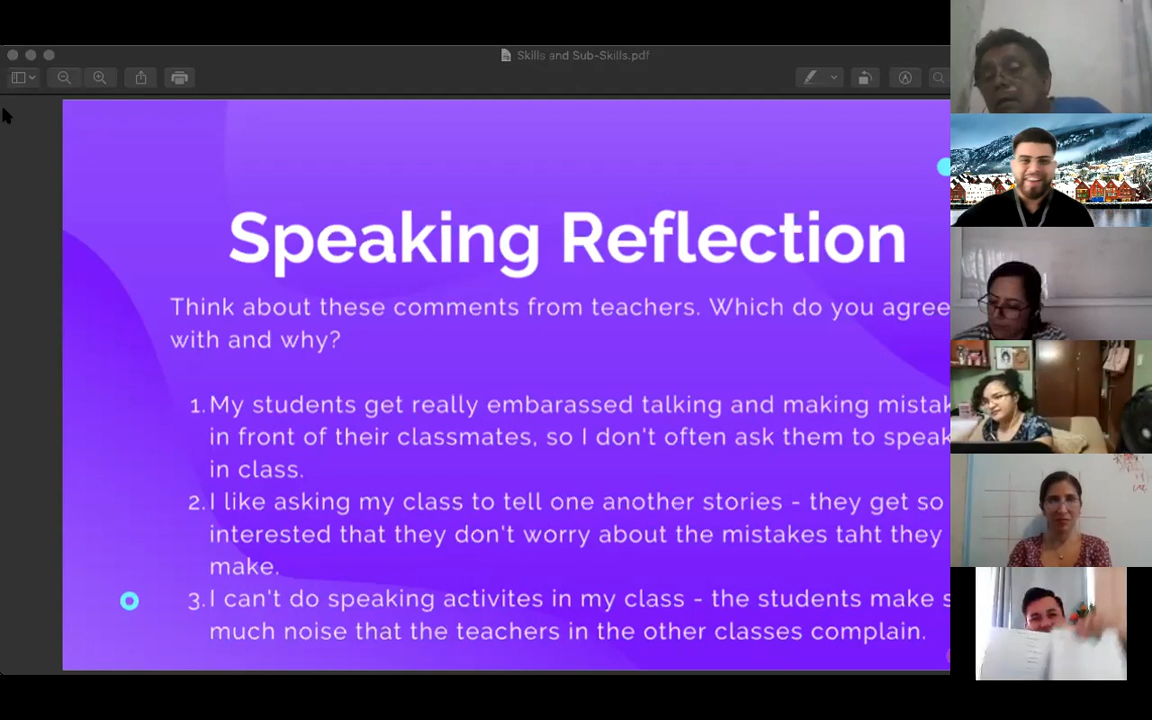 Skills and Sub-Skills.pdf
Speaking Reflection
Think about these comments from teachers. Which do you agree
with and why?
1. My students get really embarassed talking and making mistak
in front of their classmates, so I don't often ask them to speak
in class.
2. I like asking my class to tell one another stories - they get so
interested that they don't worry about the mistakes taht they
make.
3. I can't do speaking activites in my class - the students make s
much noise that the teachers in the other classes complain.